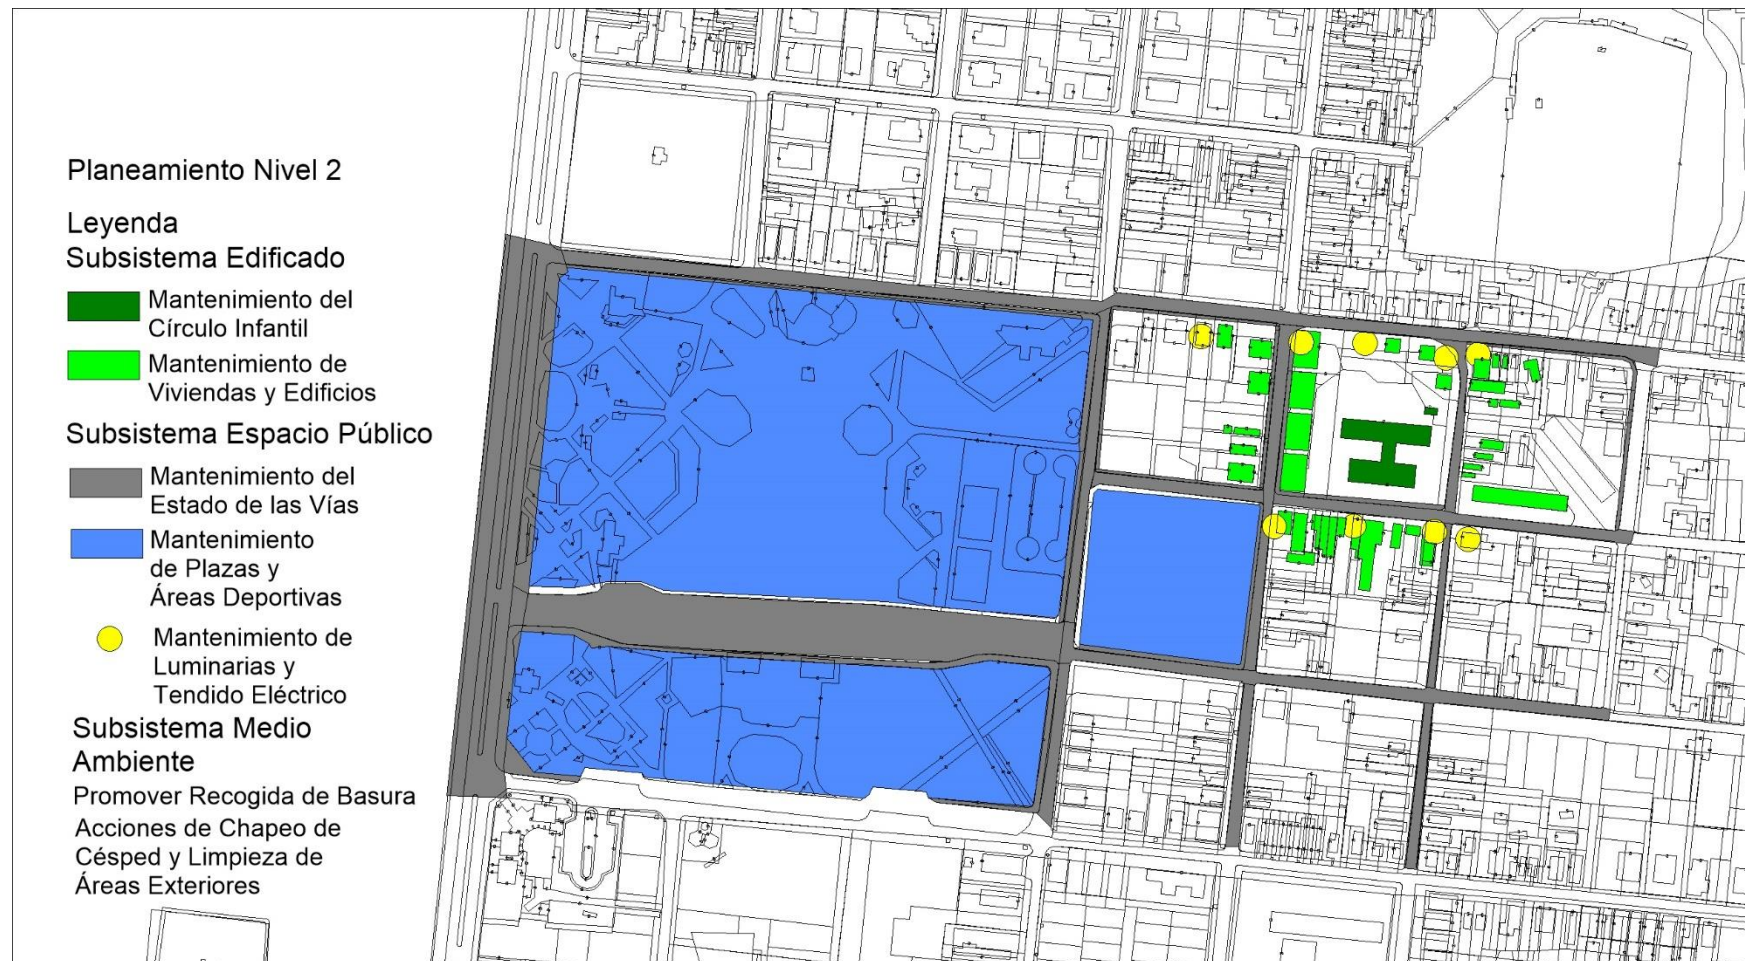 Planeamiento Nivel 2
Leyenda
Subsistema Edificado
Mantenimiento del
Círculo Infantil
Mantenimiento de
Viviendas y Edificios
Subsistema Espacio Público
Mantenimiento del
Estado de las Vías
Mantenimiento
de Plazas y
Áreas Deportivas
Mantenimiento de
Luminarias y
Tendido Eléctrico
Subsistema Medio
Ambiente
Promover Recogida de Basura
Acciones de Chapeo de
Césped y Limpieza de
Áreas Exteriores